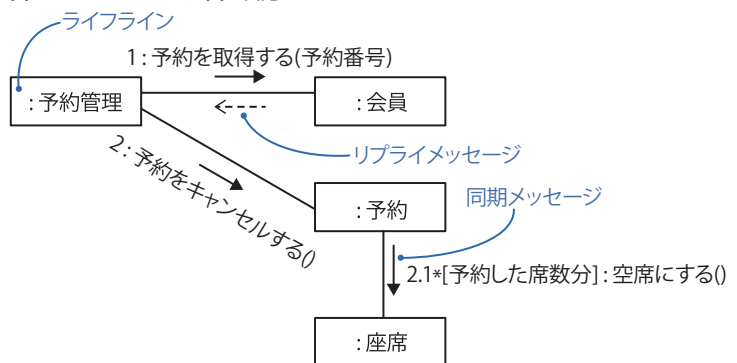 ライフライン
1 : 予約を取得する(予約番号)
: 予約管理
: 会員
リプライメッセージ
2 : 予約をキャンセルする()
: 予約
同期メッセージ
2.1*[予約した席数分] : 空席にする()
: 座席